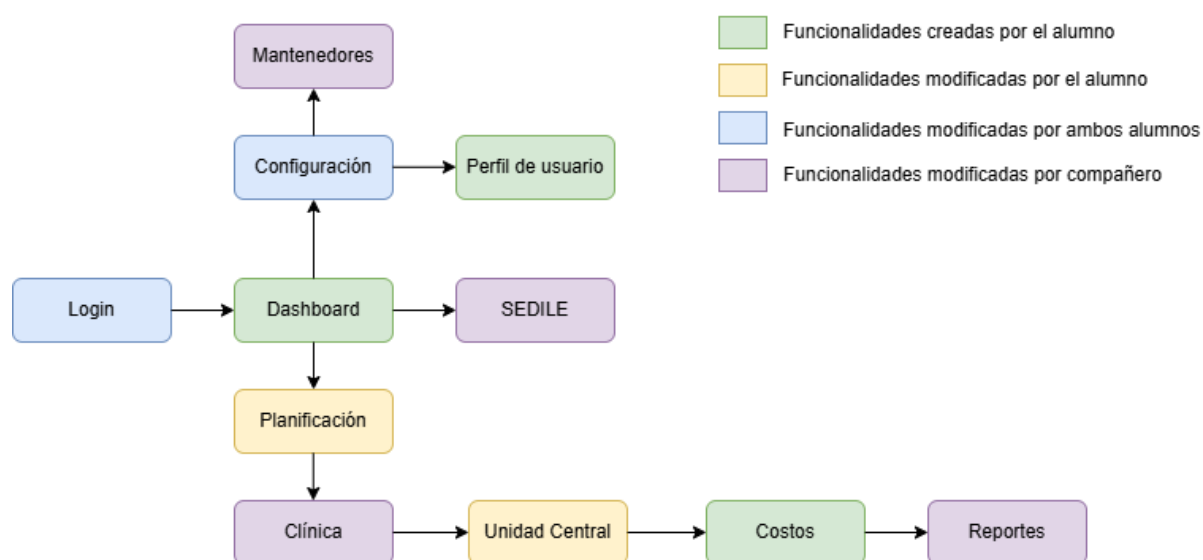 Mantenedores
Funcionalidades creadas por el alumno
Funcionalidades modificadas por el alumno
Funcionalidades modificadas por ambos alumnos
Funcionalidades modificadas por compañero
Configuración
Perfil de usuario
Login
Dashboard
SEDILE
Planificación
Clínica
Unidad Central
Costos
Reportes